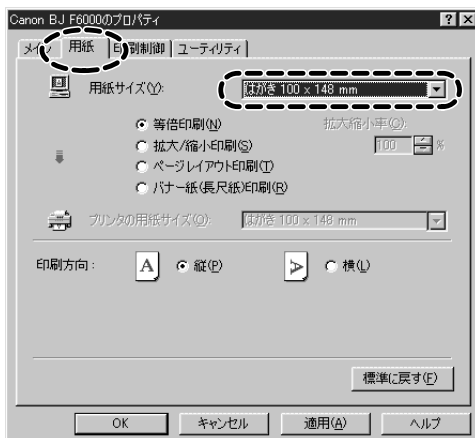 Canon BJ F6000のプロパティ
メイン 用紙 印刷制御 ユーティリティ
用紙サイズ(Y): はがき 100 x 148 mm
等倍印刷(N) 拡大縮小率(C):
拡大/縮小印刷(S) 100 %
ページレイアウト印刷(T)
バナー紙(長尺紙)印刷(R)
プリンタの用紙サイズ(O): はがき 100 x 148 mm
印刷方向: A 縦(P) A 横(L)
標準に戻す(F)
OK キャンセル 適用(A) ヘルプ